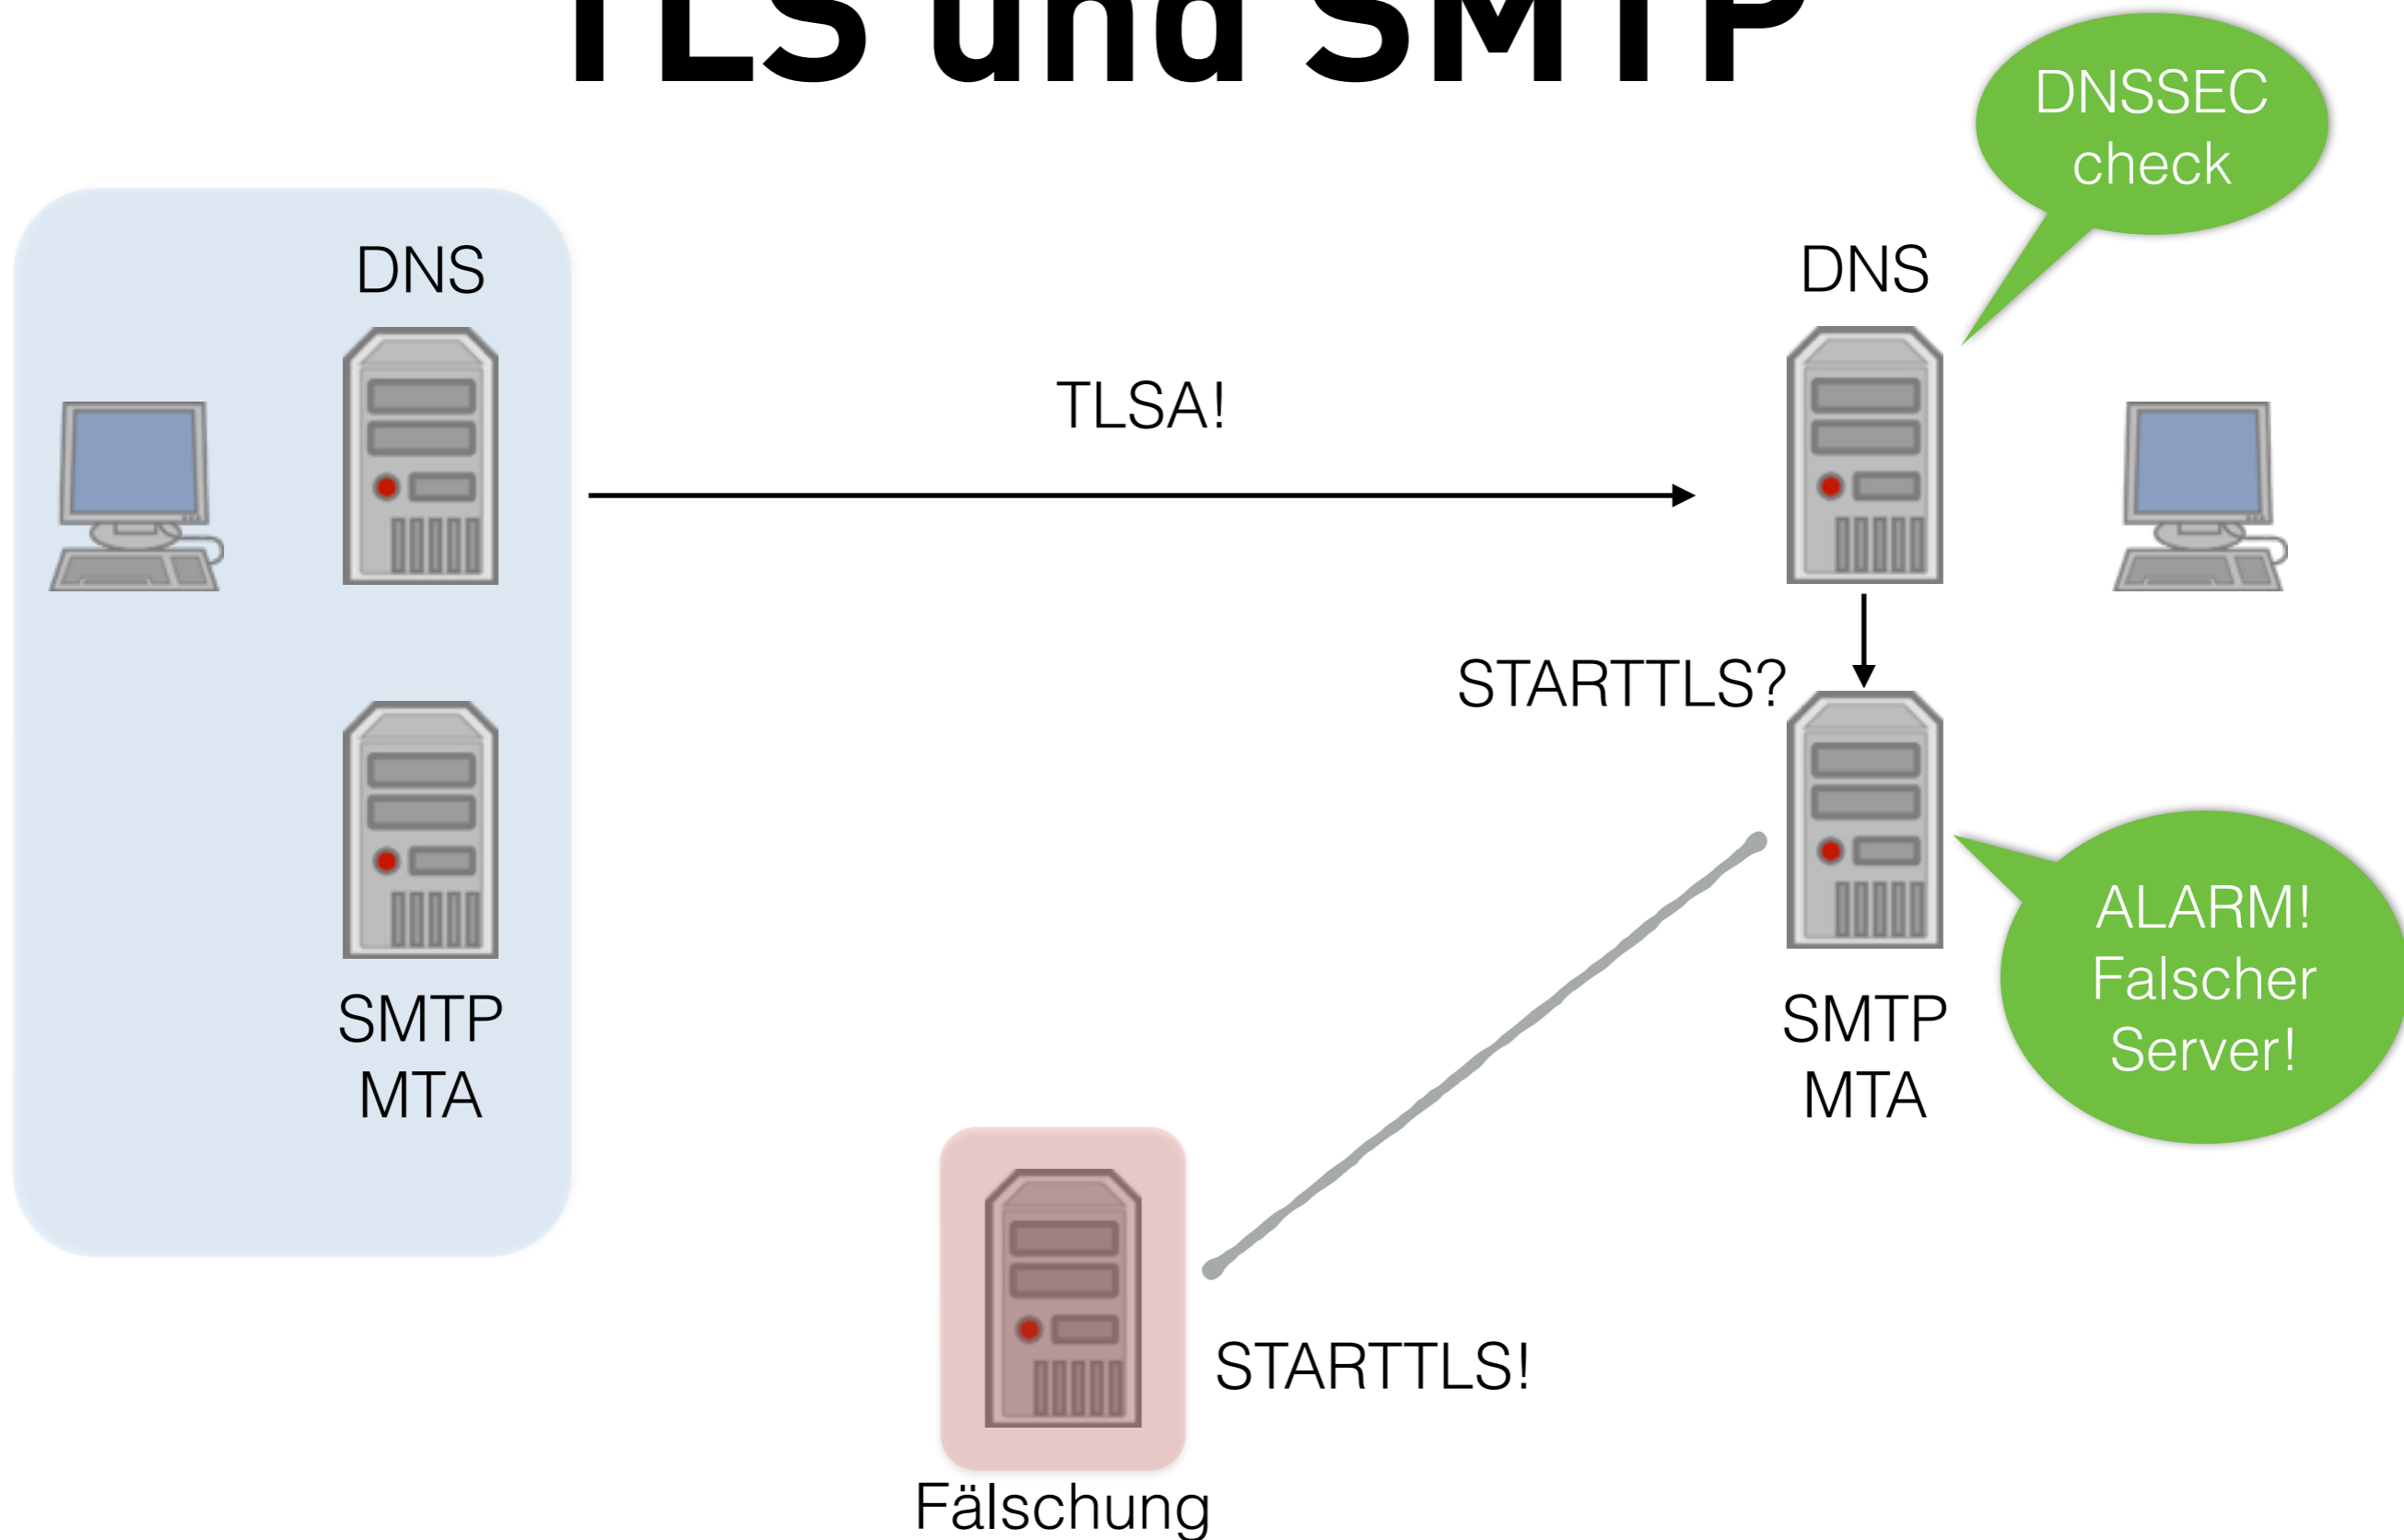 TLS und SMTP
DNSSEC
check
DNS
DNS
TLSA!
STARTTLS?
SMTP
MTA
SMTP
MTA
ALARM!
Falscher
Server!
STARTTLS!
Fälschung